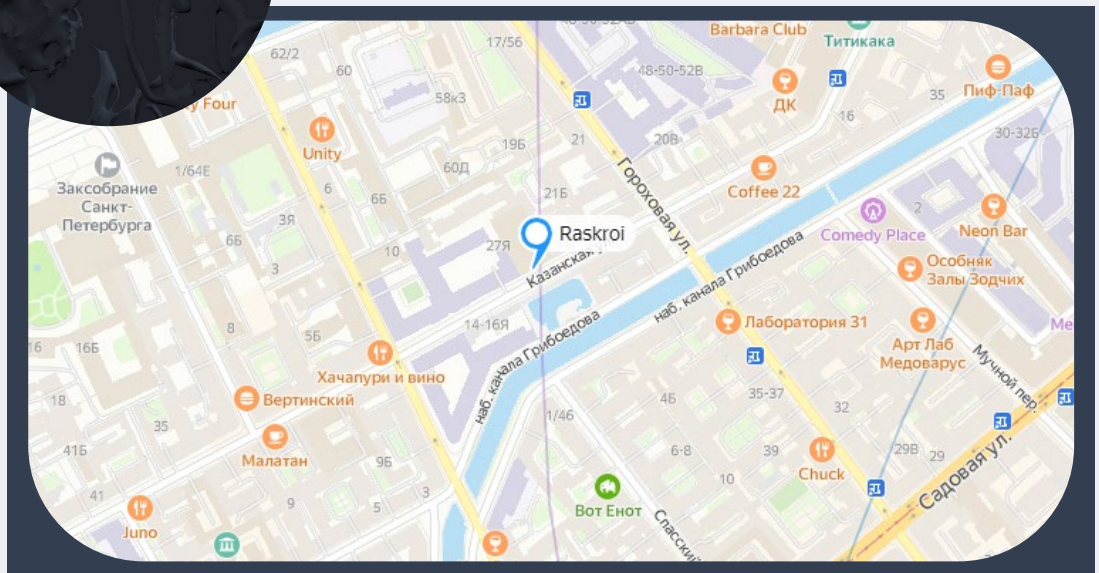 Barbara Club
Титикака
17/56
62/2
48-50-52В
60
Пиф-Паф
58к3
ДК
35
y Four
16
30-32Б
19Б
21
20В
Unity
1/64Е
60Д
Заксобрание
Санкт-
Петербурга
Гороховая ул.
Coffee 22
6
6Б
21Б
3Я
2
Raskroi
Comedy Place
Neon Bar
6Б
10
27Я
Казанская
наб. канала Грибоедова
Особняк
Залы Зодчих
3
8
5Б
14-16Я
наб. канала Грибоедова
Лаборатория 31
Ме
16
16Б
Арт Лаб
Медоварус
Мучной пер.
Хачапури и вино
18
Вертинский
35
1/46
4Б
35-37
32
41Б
Малатан
9Б
6-8
39
29В
29
Chuck
Садовая ул.
10
41
9
5
3
Juno
Вот Енот
Спасский